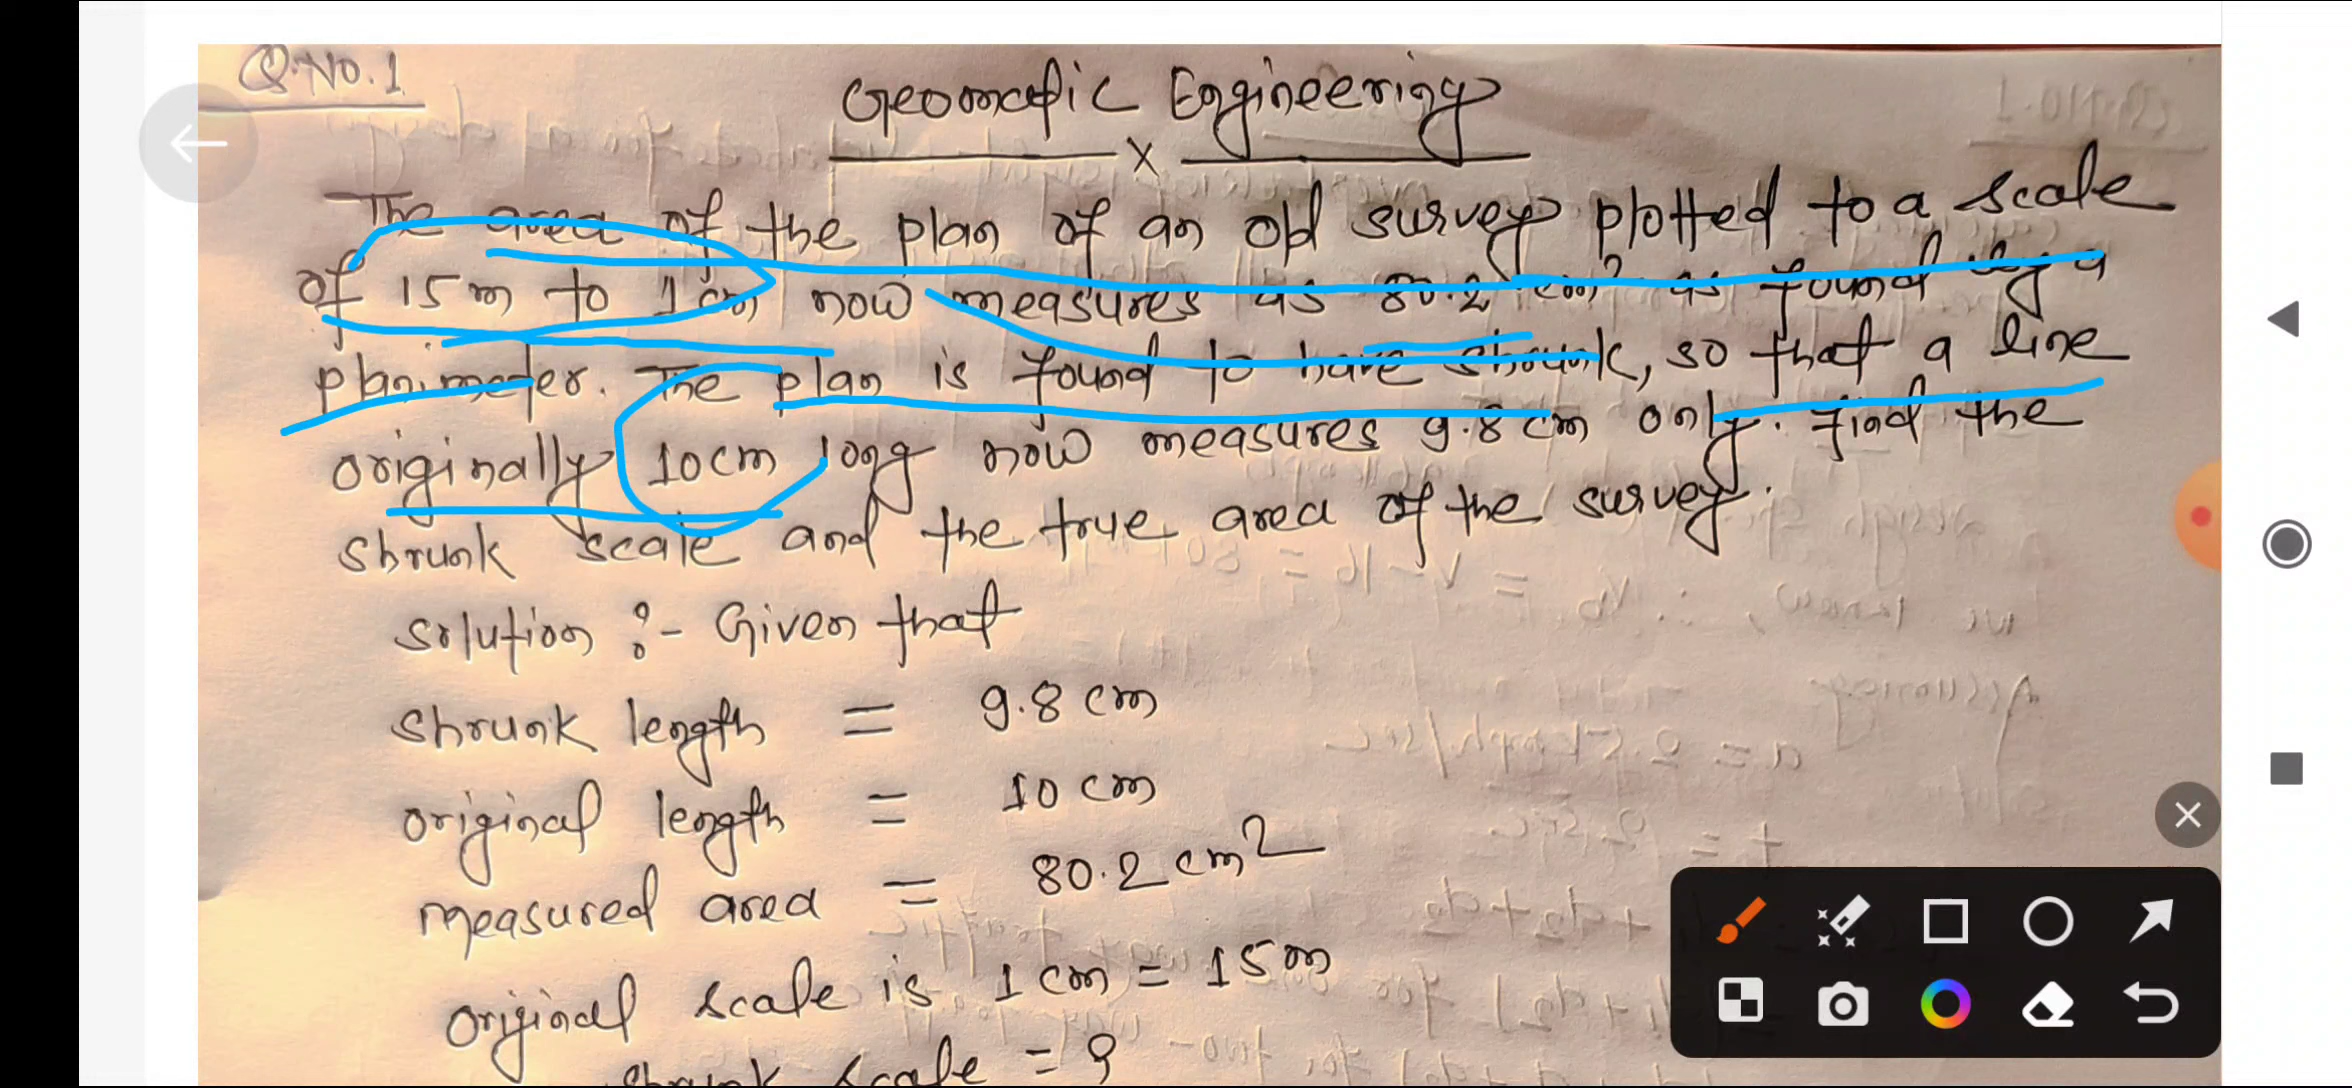 Q.No.1
Geomatic Engineering
x
The area of the plan of an old survey plotted to a scale
of 15m to 1cm now measures as 80.2 cm² as found by a
planimeter. The plan is found to have shrunk, so that a line
originally 10cm long now measures 9.8cm only. Find the
shrunk scale and the true area of the survey.
Solution :- Given that
shrunk length = 9.8 cm
original length = 10 cm
measured area = 80.2 cm²
original scale is 1cm = 15m
shrunk scale = ?